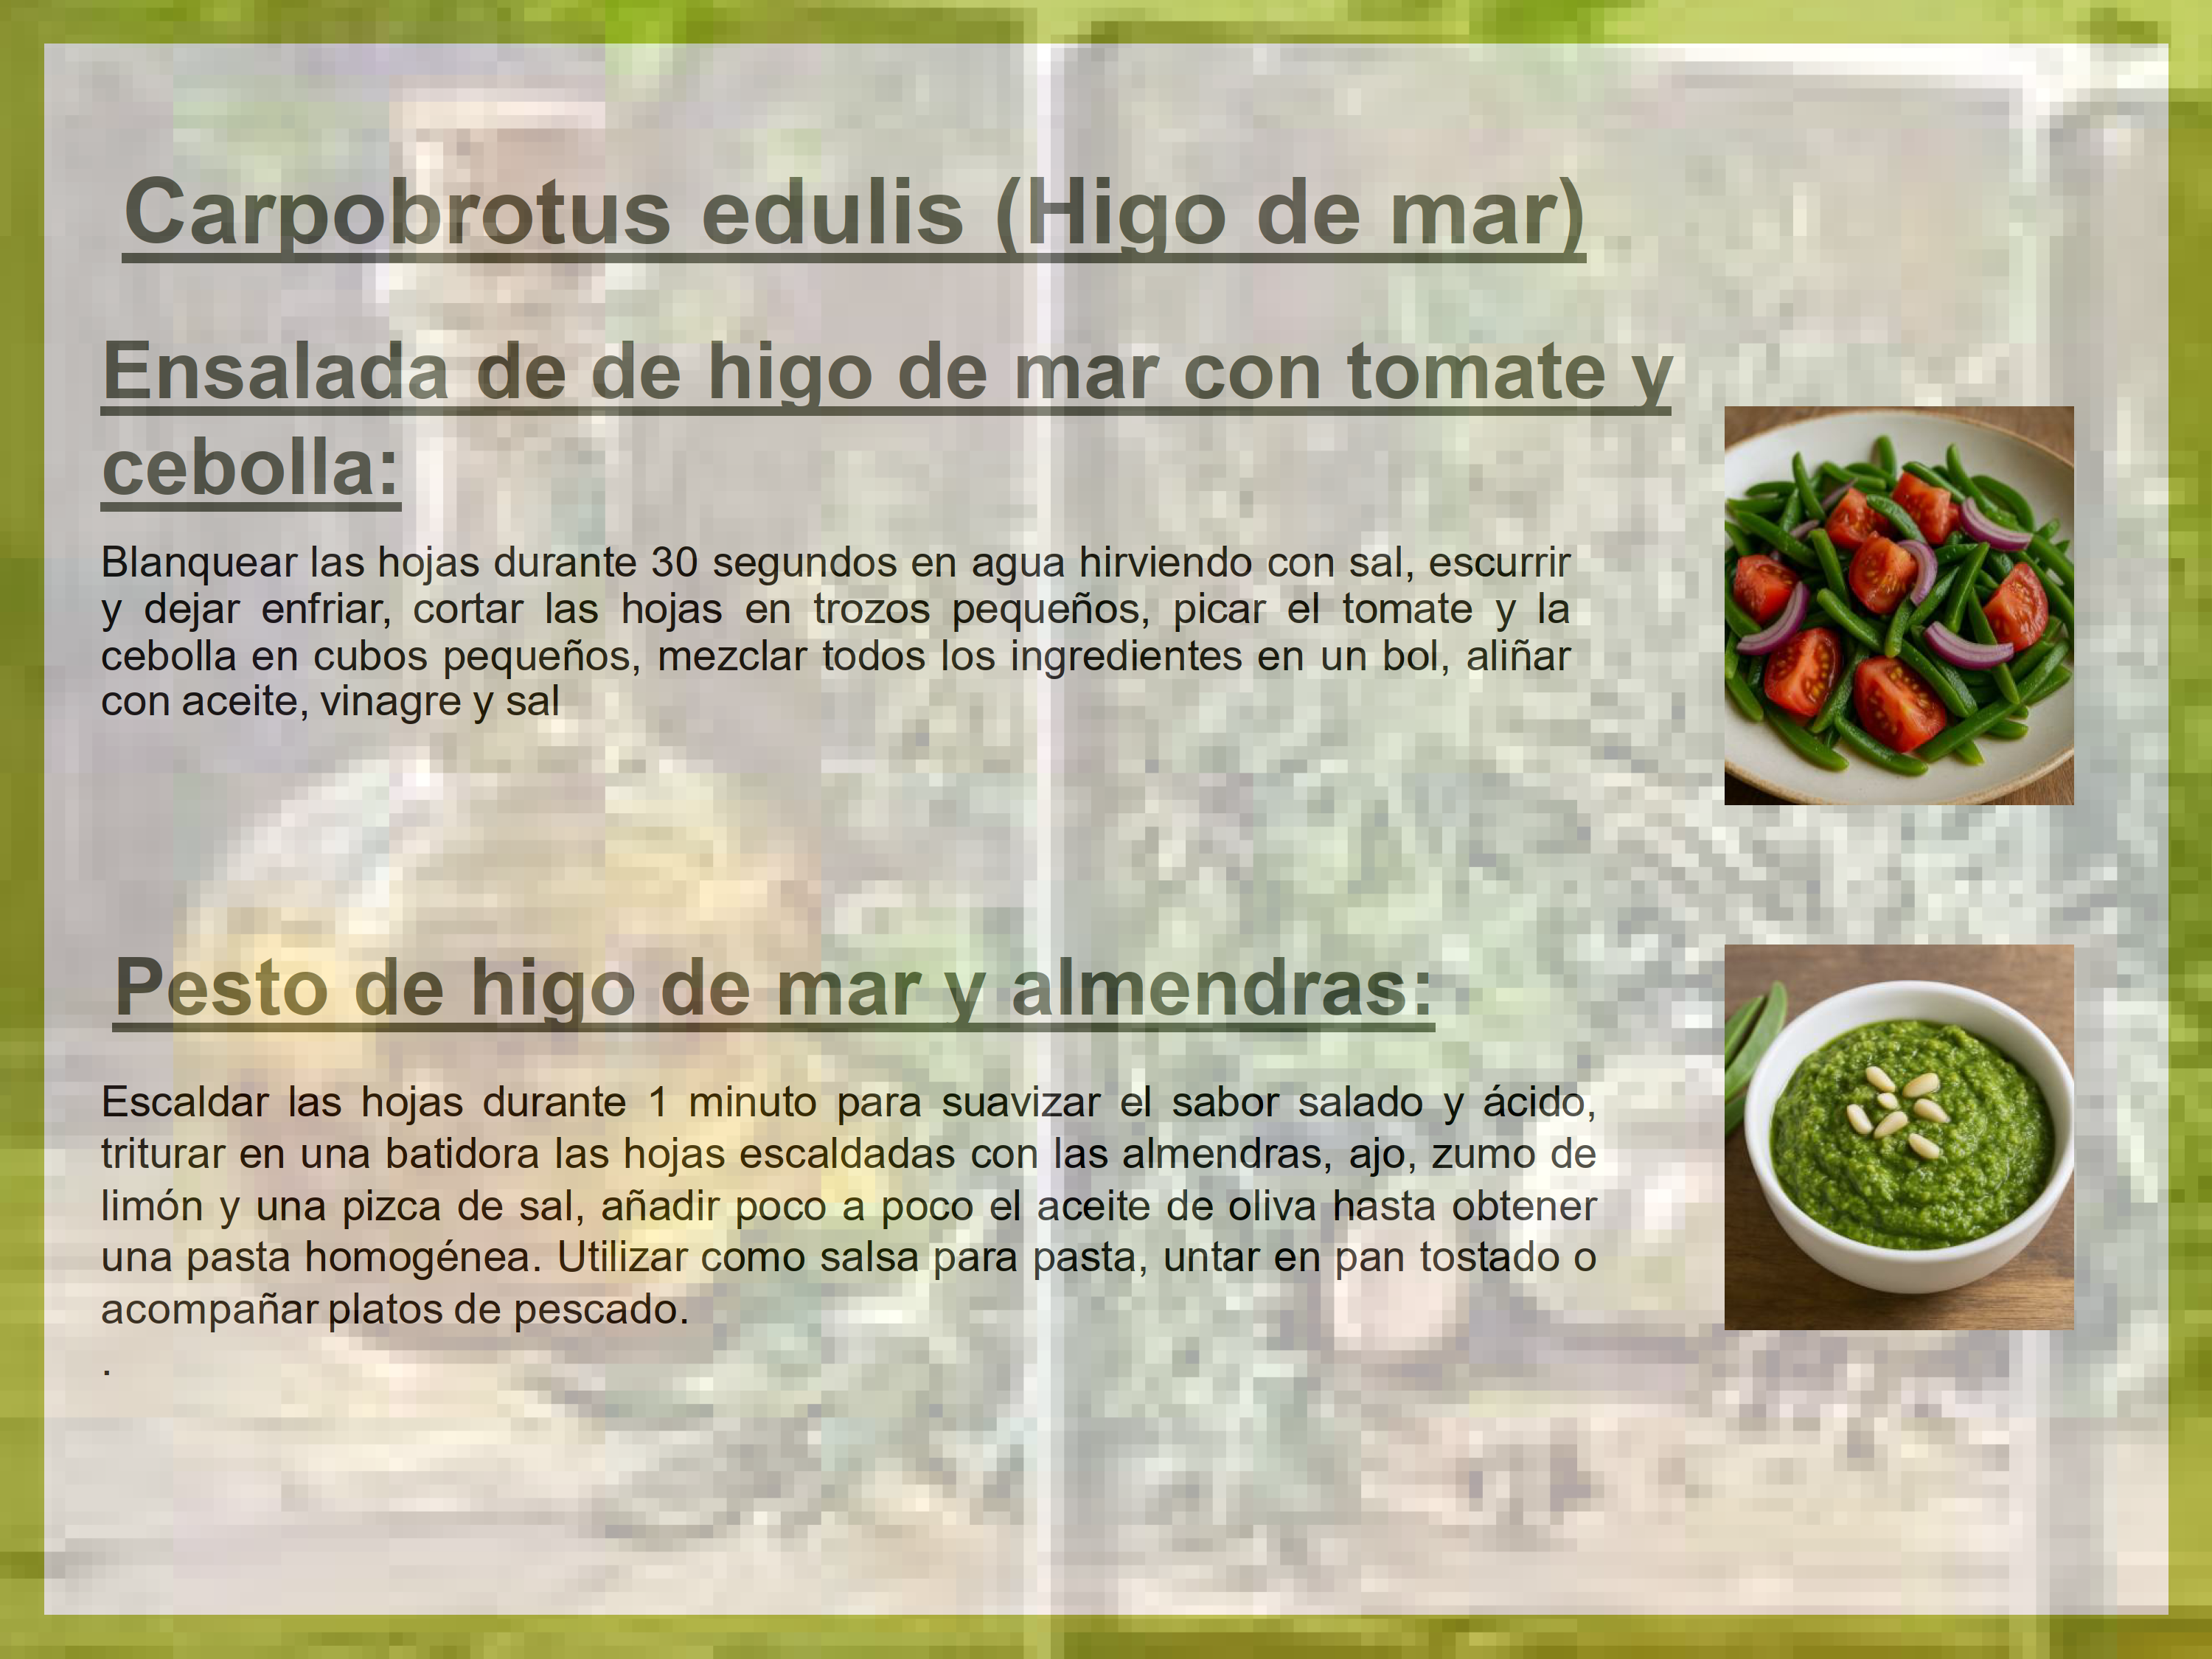 Carpobrotus edulis (Higo de mar)
Ensalada de de higo de mar con tomate y
cebolla:
Blanquear las hojas durante 30 segundos en agua hirviendo con sal, escurrir
y dejar enfriar, cortar las hojas en trozos pequeños, picar el tomate y la
cebolla en cubos pequeños, mezclar todos los ingredientes en un bol, aliñar
con aceite, vinagre y sal
Pesto de higo de mar y almendras:
Escaldar las hojas durante 1 minuto para suavizar el sabor salado y ácido,
triturar en una batidora las hojas escaldadas con las almendras, ajo, zumo de
limón y una pizca de sal, añadir poco a poco el aceite de oliva hasta obtener
una pasta homogénea. Utilizar como salsa para pasta, untar en pan tostado o
acompañar platos de pescado.
.